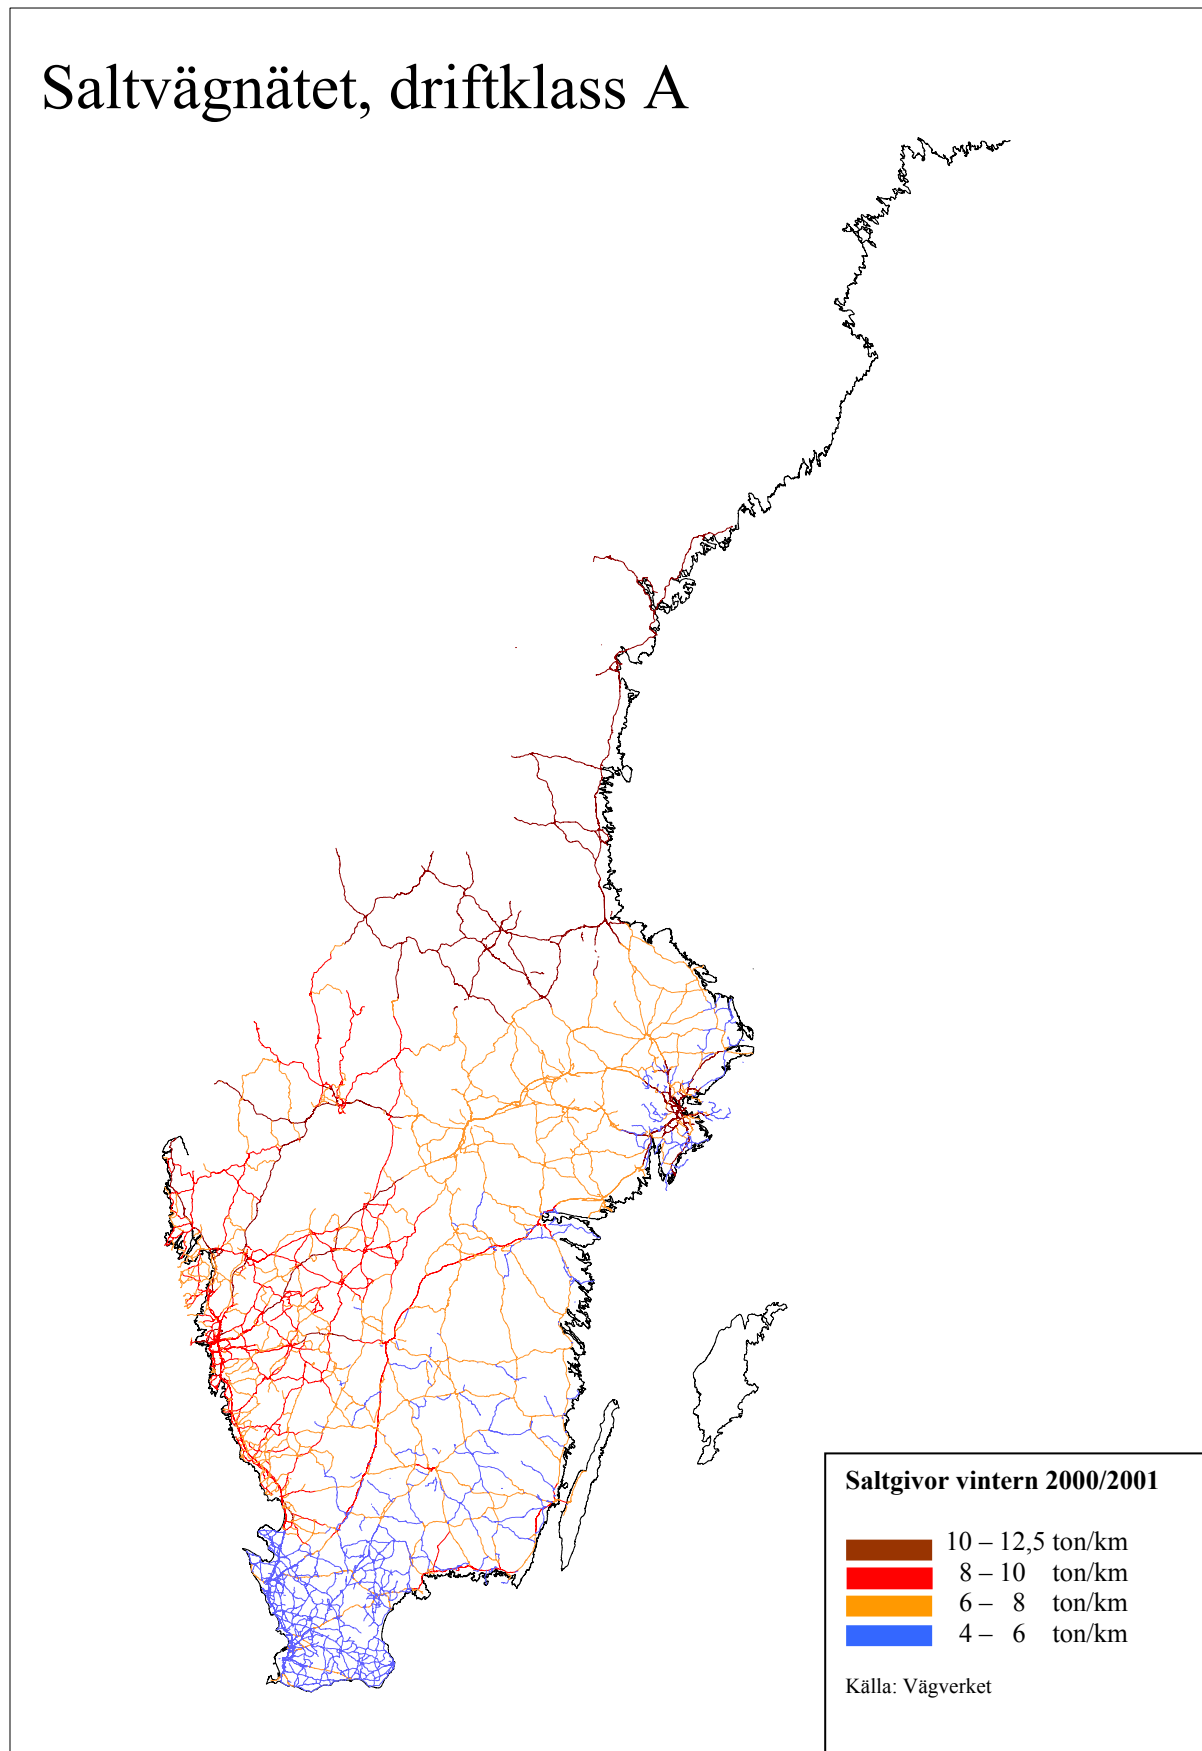 Saltvägnätet, driftklass A
Saltgivor vintern 2000/2001
10 – 12,5 ton/km
8 – 10 ton/km
6 – 8 ton/km
4 – 6 ton/km
Källa: Vägverket